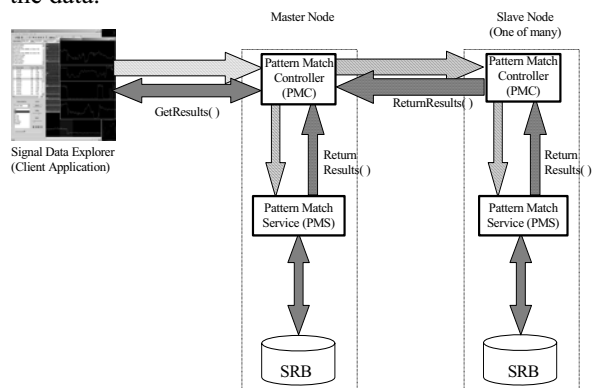 the data.
Master Node
Slave Node
(One of many)
Pattern Match
Controller
(PMC)
Pattern Match
Controller
(PMC)
GetResults( )
ReturnResults( )
Signal Data Explorer
(Client Application)
Return
Results( )
Return
Results( )
Pattern Match
Service (PMS)
Pattern Match
Service (PMS)
SRB
SRB